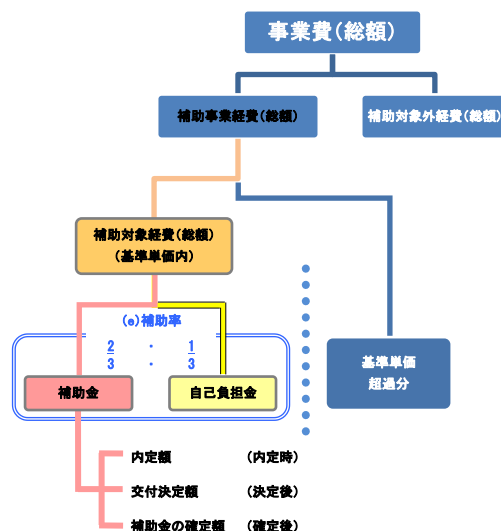 事業費(総額)
補助事業経費(総額)
補助対象外経費(総額)
補助対象経費(総額)
(基準単価内)
(e)補助率
2/3 ・ 1/3
補助金
自己負担金
基準単価
超過分
内定額 (内定時)
交付決定額 (決定後)
補助金の確定額 (確定後)